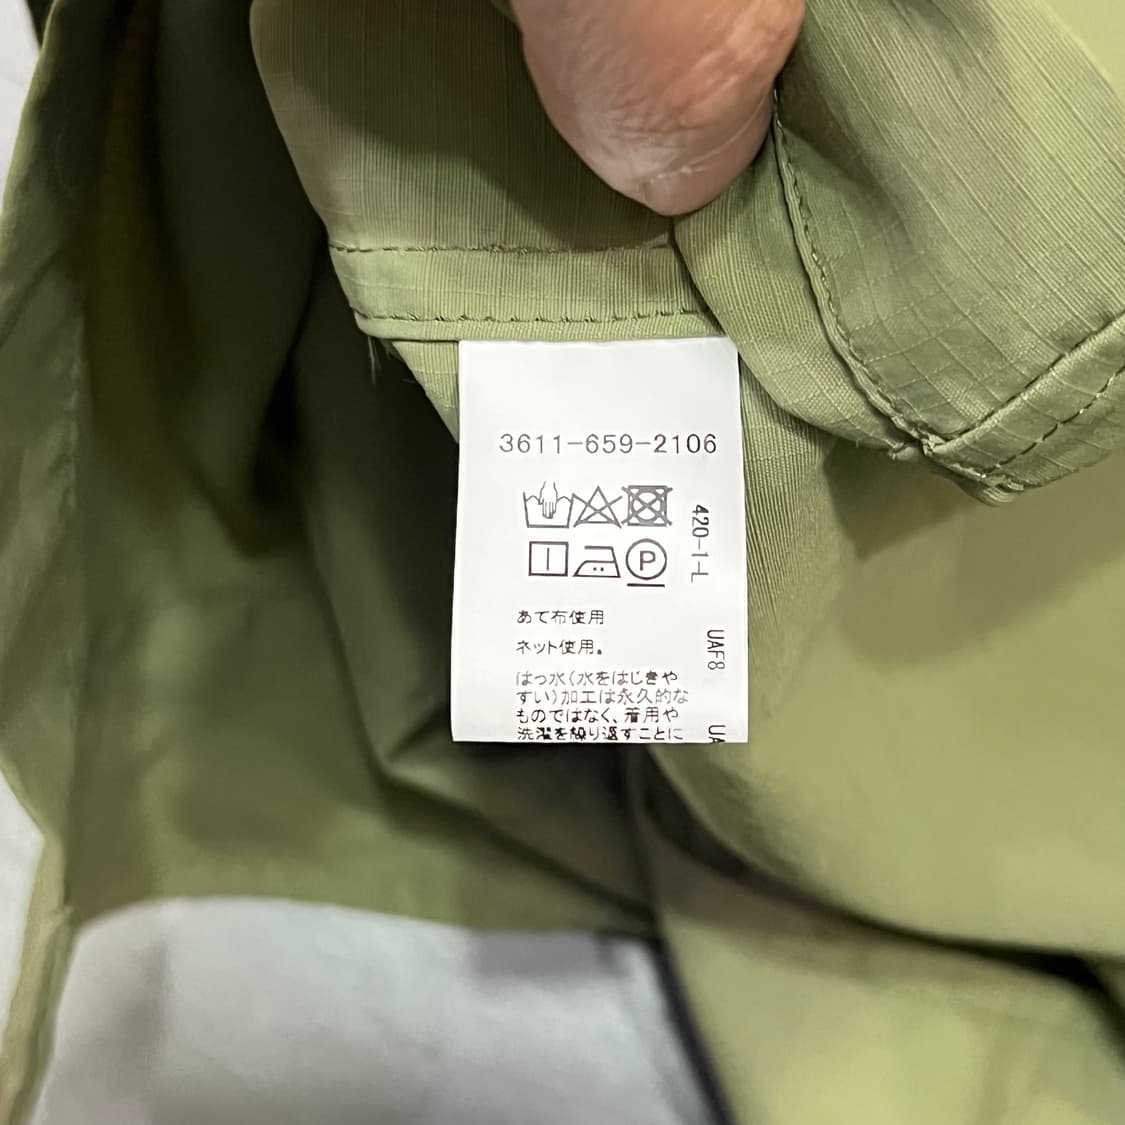 3611-659-2106
P
あて布使用
ネット使用。
はっ水(水をはじきや
すい)加工は永久的な
ものではなく、着用や
洗濯を繰り返すことに
420-1-L
UAF8
UA